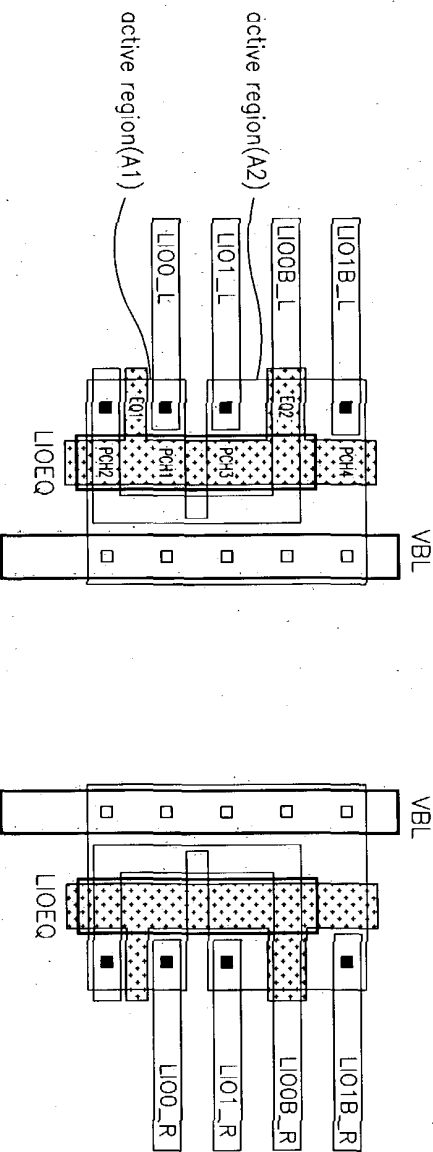 VBL
VBL
LIO1B_L
PCH4
LIO1B_R
LIO0B_L
EQ2
LIO0B_R
active region(A2)
LIO1_L
PCH3
LIO1_R
LIO0_L
PCH1
LIO0_R
active region(A1)
EQ1
PCH2
LIOEQ
LIOEQ